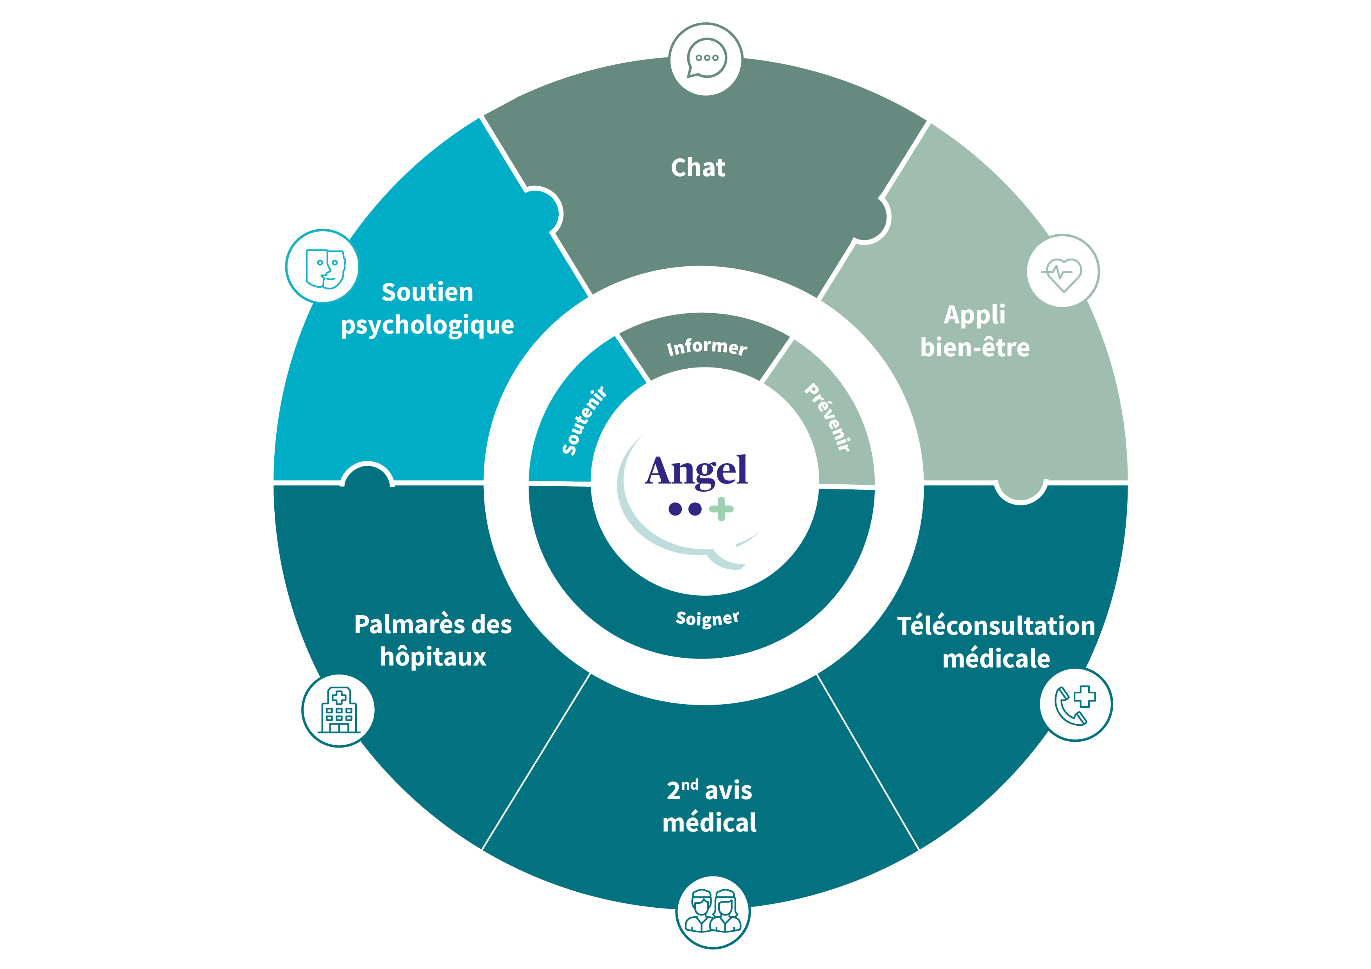 Chat
Soutien
psychologique
Appli
bien-être
Informer
Soutenir
Prévenir
Angel
Soigner
Palmarès des
hôpitaux
Téléconsultation
médicale
2nd avis
médical